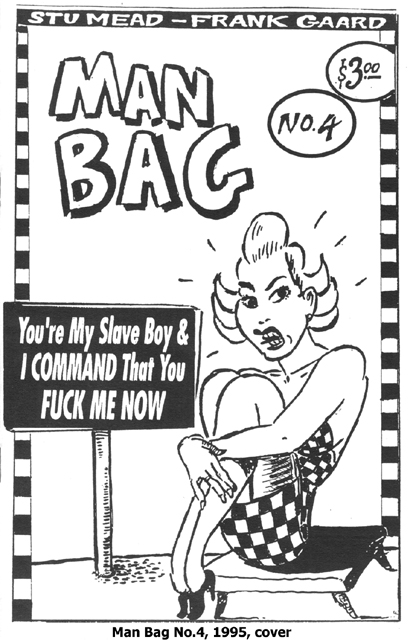 STU MEAD – FRANK GAARD
$3.00
MAN
BAG
NO.4
You're My Slave Boy &
I COMMAND That You
FUCK ME NOW
Man Bag No.4, 1995, cover